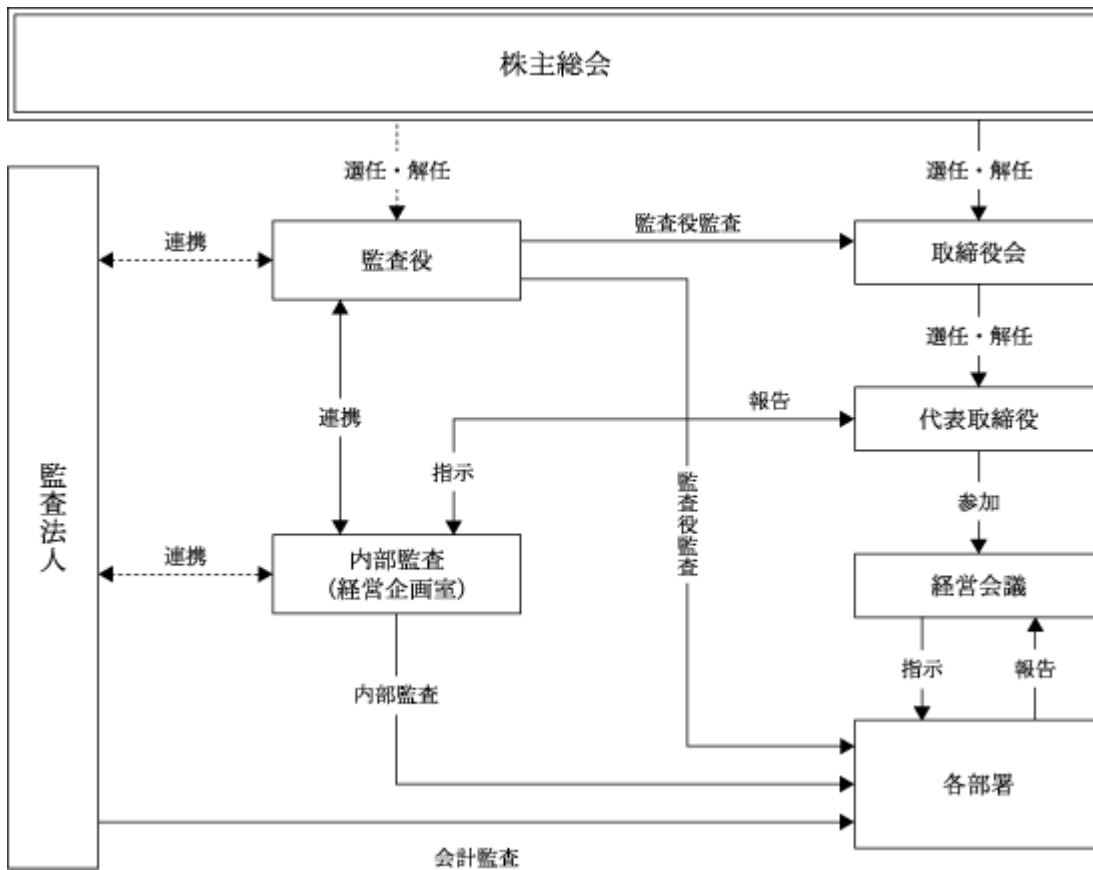 株主総会
選任・解任
選任・解任
監査役監査
連携
監査役
取締役会
選任・解任
報告
代表取締役
連携
指示
監査役監査
参加
監査法人
連携
内部監査
(経営企画室)
経営会議
指示
報告
内部監査
各部署
会計監査